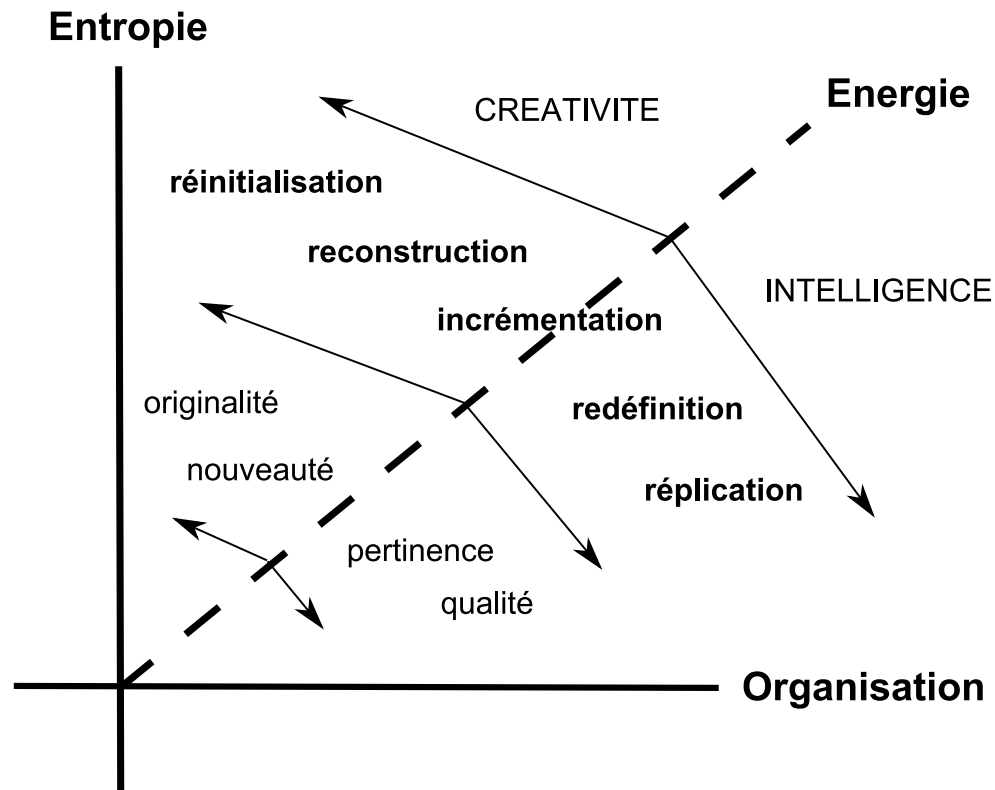 Entropie
Energie
CREATIVITE
réinitialisation
reconstruction
INTELLIGENCE
incrémentation
originalité
redéfinition
nouveauté
réplication
pertinence
qualité
Organisation